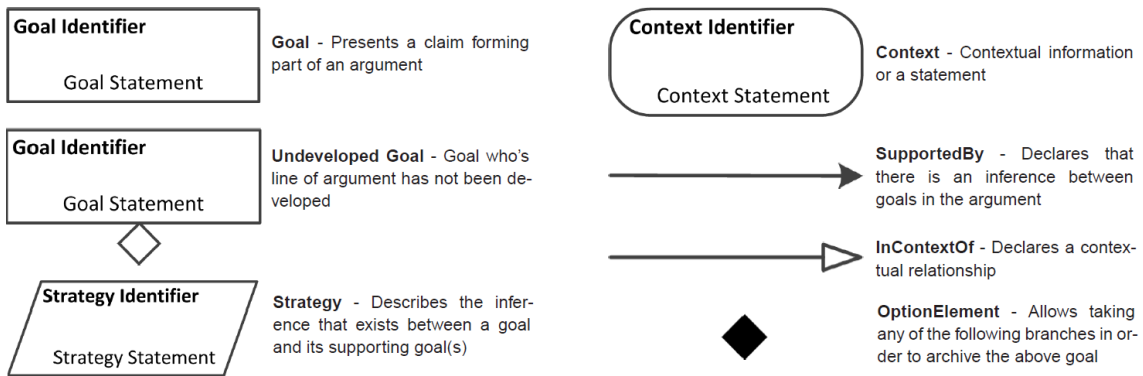 Goal Identifier
Goal Statement
Goal - Presents a claim forming
part of an argument
Goal Identifier
Goal Statement
Undeveloped Goal - Goal who's
line of argument has not been de-
veloped
Strategy Identifier
Strategy Statement
Strategy - Describes the infer-
ence that exists between a goal
and its supporting goal(s)
Context Identifier
Context Statement
Context - Contextual information
or a statement
SupportedBy - Declares that
there is an inference between
goals in the argument
InContextOf - Declares a contex-
tual relationship
OptionElement - Allows taking
any of the following branches in or-
der to archive the above goal